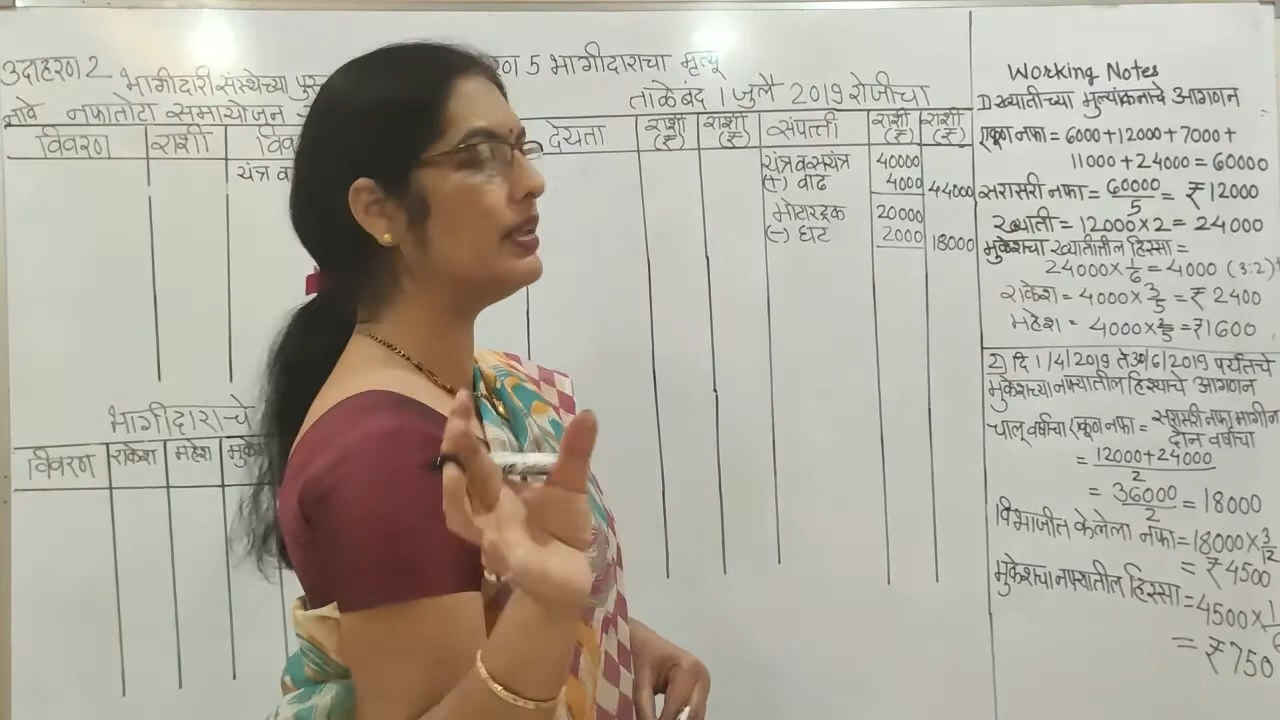 उदाहरण 2
भागीदारी संस्थेच्या पुस्
नावे नफातोटा समायोजन
विवरण राशी
यंत्र व
भागीदाराचे
विवरण राकेश महेश मुके
5 भागीदाराचा मृत्यू
ताळेबंद 1 जुलै 2019 रोजीचा
देयता राशी (₹) राशी (₹) संपत्ती राशी (₹) राशी (₹)
यंत्र व संयंत्र 40000
(+) वाढ 4000 44000
मोटारट्रक 20000
(-) घट 2000 18000
Working Notes
1) ख्यातीच्या मुल्यांकनाचे आगणन
एकूण नफा = 6000+12000+7000+
11000+24000=60000
सरासरी नफा = 60000/5 = ₹12000
ख्याती = 12000×2=24000
मुकेशचा ख्यातीतील हिस्सा =
24000×1/6=4000 (3:2)
राकेश = 4000×3/5=₹2400
महेश = 4000×2/5=₹1600
2) दि 1/4/2019 ते 30/6/2019 पर्यंतचे
मुकेशच्या नफ्यातील हिश्याचे आगणन
चालू वर्षाचा एकूण नफा = सरासरी नफा मागील
दोन वर्षाचा
= 12000+24000/2
= 36000/2 = 18000
विभाजीत केलेला नफा=18000×3/12
= ₹4500
मुकेशचा नफ्यातील हिस्सा=4500×1/6
= ₹750